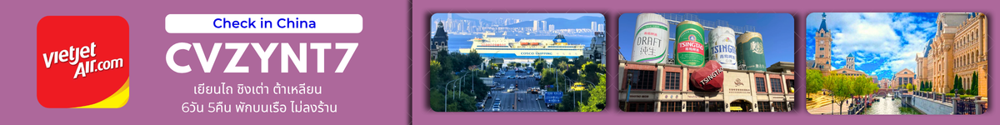 vietjet
Air.com
Check in China
CVZYNT7
เยียนไถ ชิงเต่า ต้าเหลียน
6วัน 5คืน พักบนเรือ ไม่ลงร้าน
COSCO SHIPPING
DRAFT
纯生
TSINGTAO
TSINGTAO